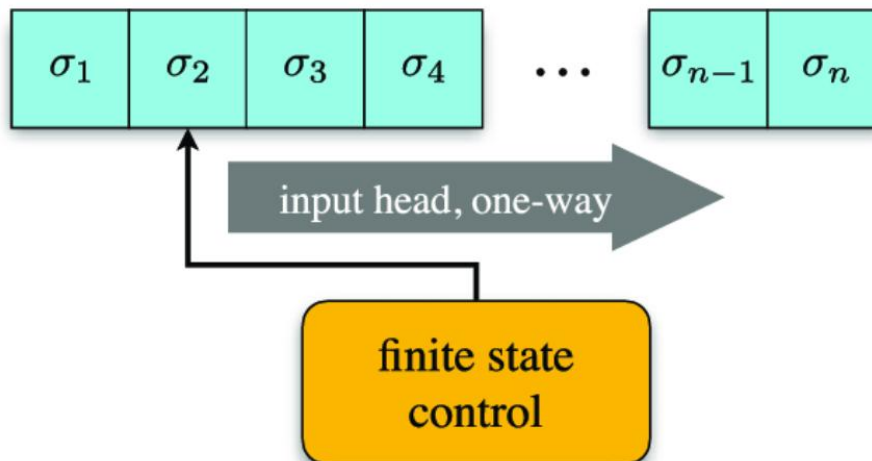 σ1 σ2 σ3 σ4 ... σn−1 σn
input head, one-way
finite state
control